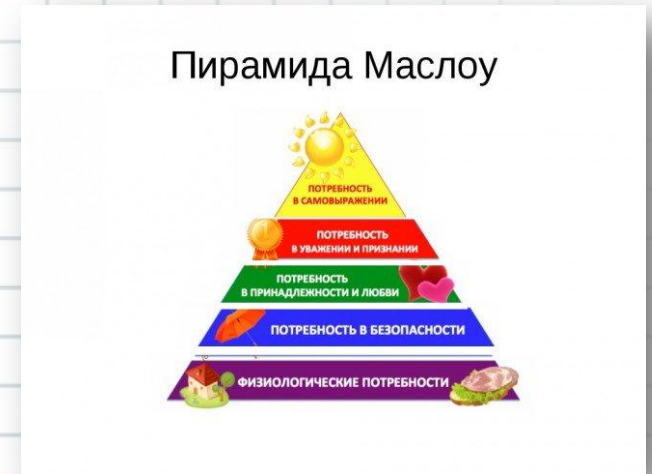 Пирамида Маслоу
ПОТРЕБНОСТЬ
В САМОВЫРАЖЕНИИ
ПОТРЕБНОСТЬ
В УВАЖЕНИИ И ПРИЗНАНИИ
ПОТРЕБНОСТЬ
В ПРИНАДЛЕЖНОСТИ И ЛЮБВИ
ПОТРЕБНОСТЬ В БЕЗОПАСНОСТИ
ФИЗИОЛОГИЧЕСКИЕ ПОТРЕБНОСТИ